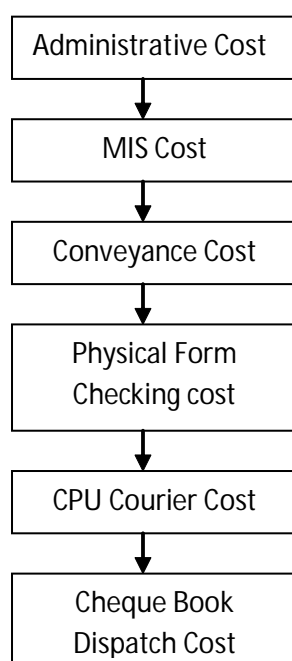 Administrative Cost
MIS Cost
Conveyance Cost
Physical Form
Checking cost
CPU Courier Cost
Cheque Book
Dispatch Cost